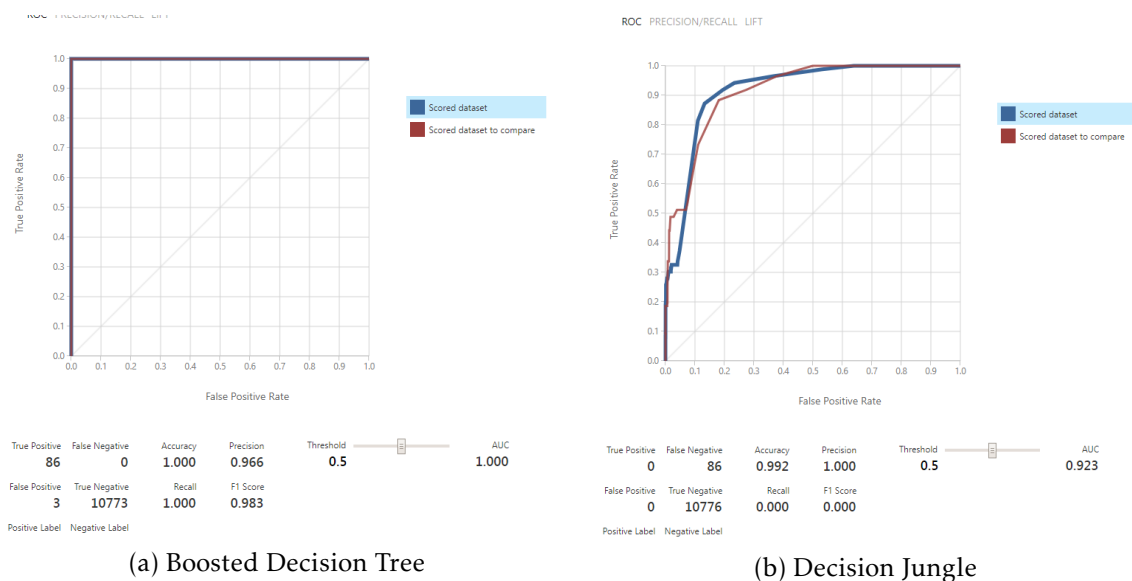 ROC PRECISION/RECALL LIFT
1.0
0.9
0.8
0.7
0.6
0.5
0.4
0.3
0.2
0.1
0.0
True Positive Rate
0.0 0.1 0.2 0.3 0.4 0.5 0.6 0.7 0.8 0.9 1.0
False Positive Rate
Scored dataset
Scored dataset to compare
True Positive False Negative Accuracy Precision Threshold AUC
86 0 1.000 0.966 0.5 1.000
False Positive True Negative Recall F1 Score
3 10773 1.000 0.983
Positive Label Negative Label
(a) Boosted Decision Tree
ROC PRECISION/RECALL LIFT
1.0
0.9
0.8
0.7
0.6
0.5
0.4
0.3
0.2
0.1
0.0
True Positive Rate
0.0 0.1 0.2 0.3 0.4 0.5 0.6 0.7 0.8 0.9 1.0
False Positive Rate
Scored dataset
Scored dataset to compare
True Positive False Negative Accuracy Precision Threshold AUC
0 86 0.992 1.000 0.5 0.923
False Positive True Negative Recall F1 Score
0 10776 0.000 0.000
Positive Label Negative Label
(b) Decision Jungle